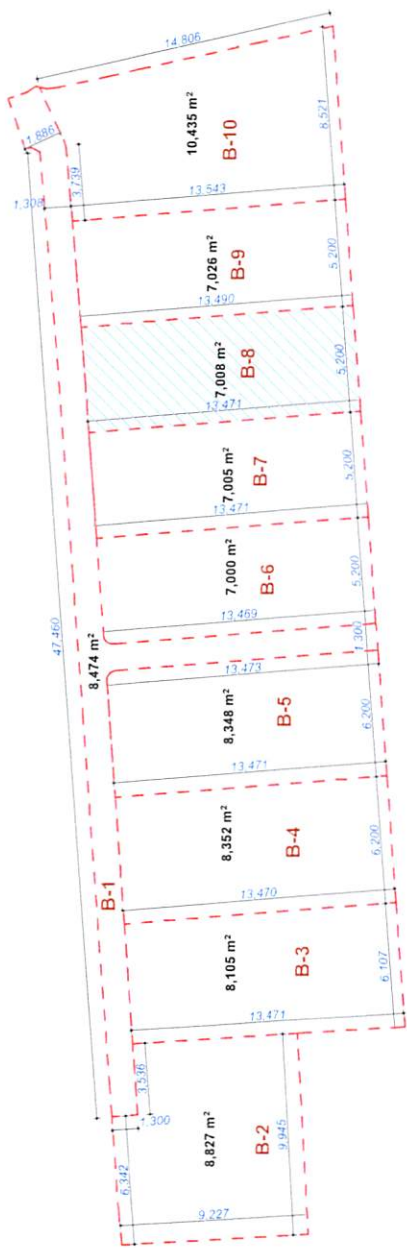 14.806
1.886
1.308
3.739
10,435 m²
B-10
8.521
13.543
7,026 m²
B-9
5.200
13.490
7,008 m²
B-8
5.200
13.471
7,005 m²
B-7
5.200
13.471
7,000 m²
B-6
5.200
13.469
47.460
8,474 m²
1.300
13.473
8,348 m²
B-5
6.200
13.471
8,352 m²
B-4
6.200
13.470
B-1
8,105 m²
B-3
6.107
13.471
3.536
1.300
6.342
8,827 m²
B-2
9.945
9.227